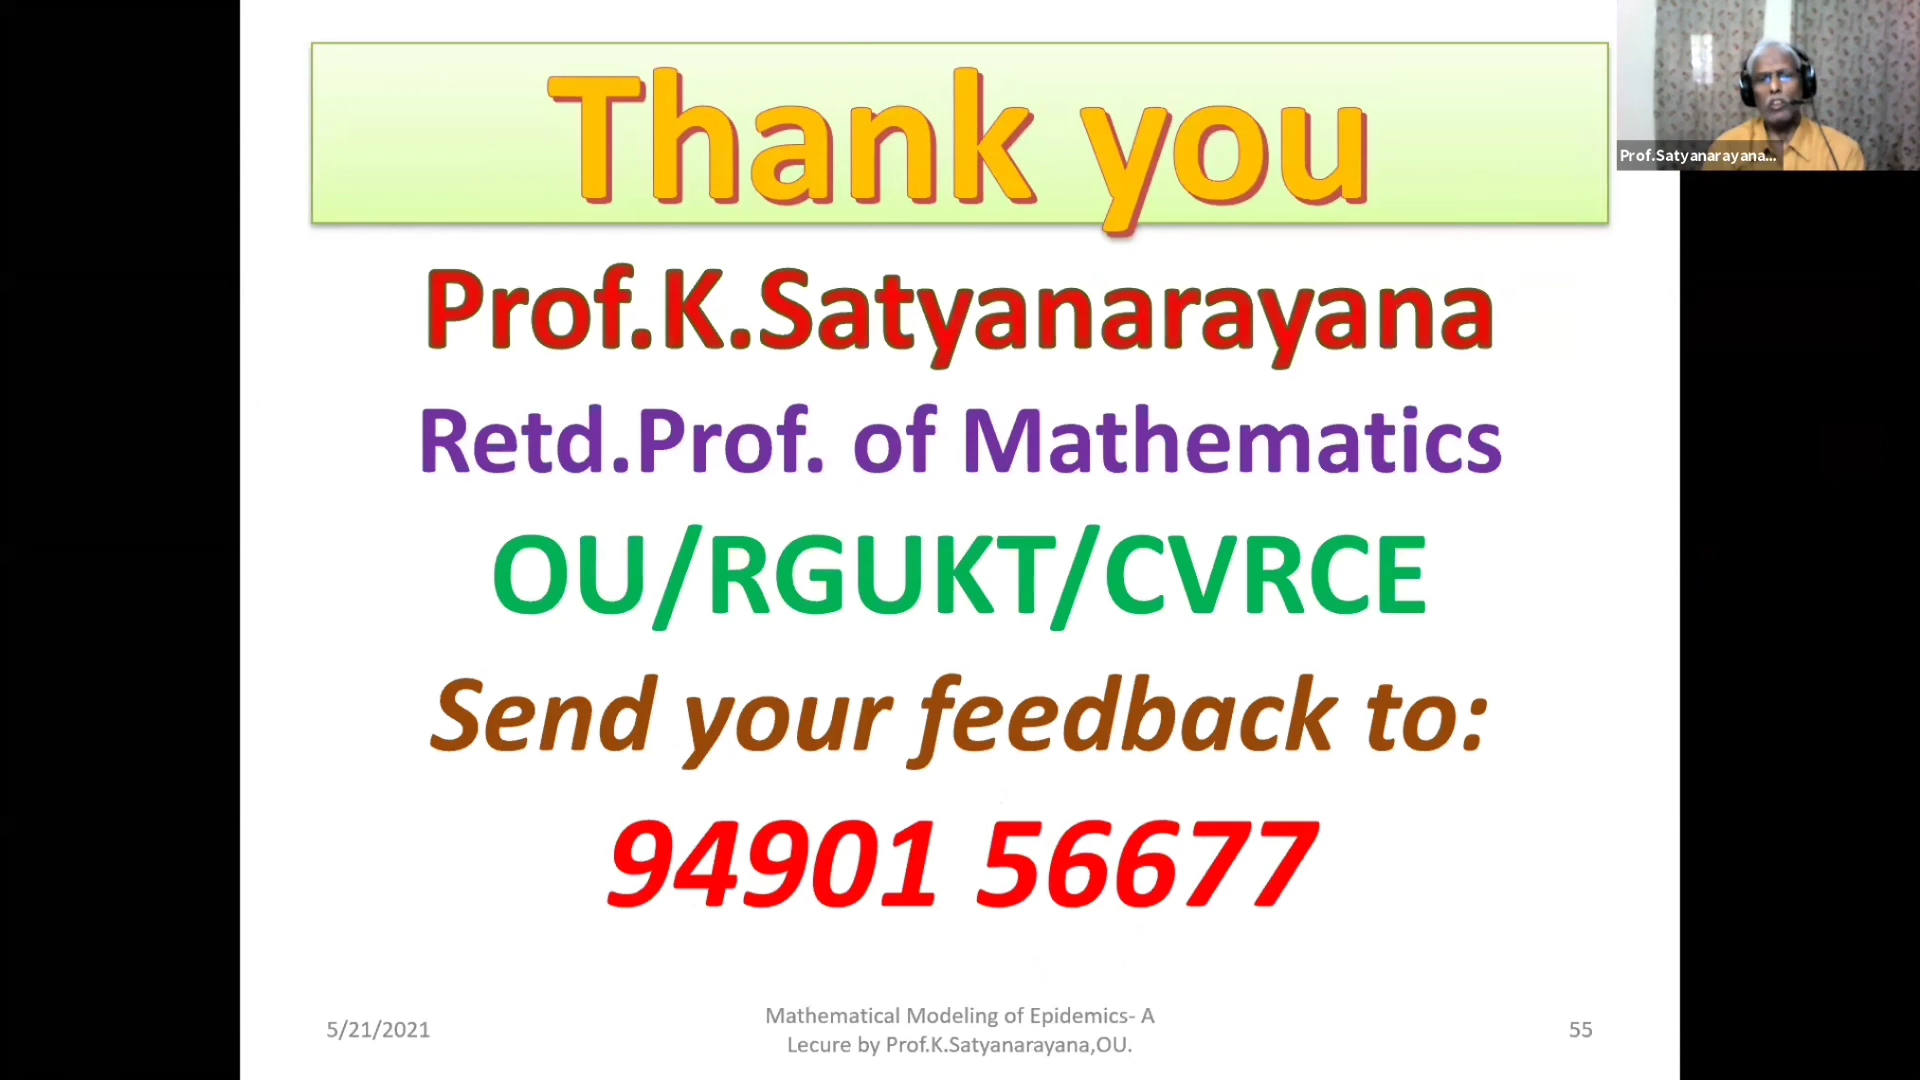 Thank you
Prof.Satyanarayana...
Prof.K.Satyanarayana
Retd.Prof. of Mathematics
OU/RGUKT/CVRCE
Send your feedback to:
94901 56677
5/21/2021
Mathematical Modeling of Epidemics- A
Lecure by Prof.K.Satyanarayana,OU.
55